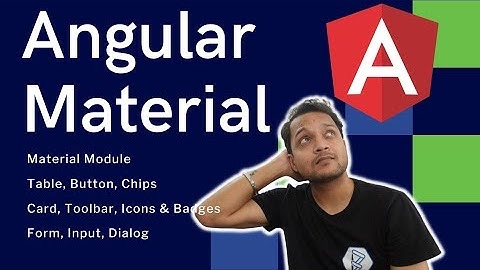 Angular
Material
A
Material Module
Table, Button, Chips
Card, Toolbar, Icons & Badges
Form, Input, Dialog